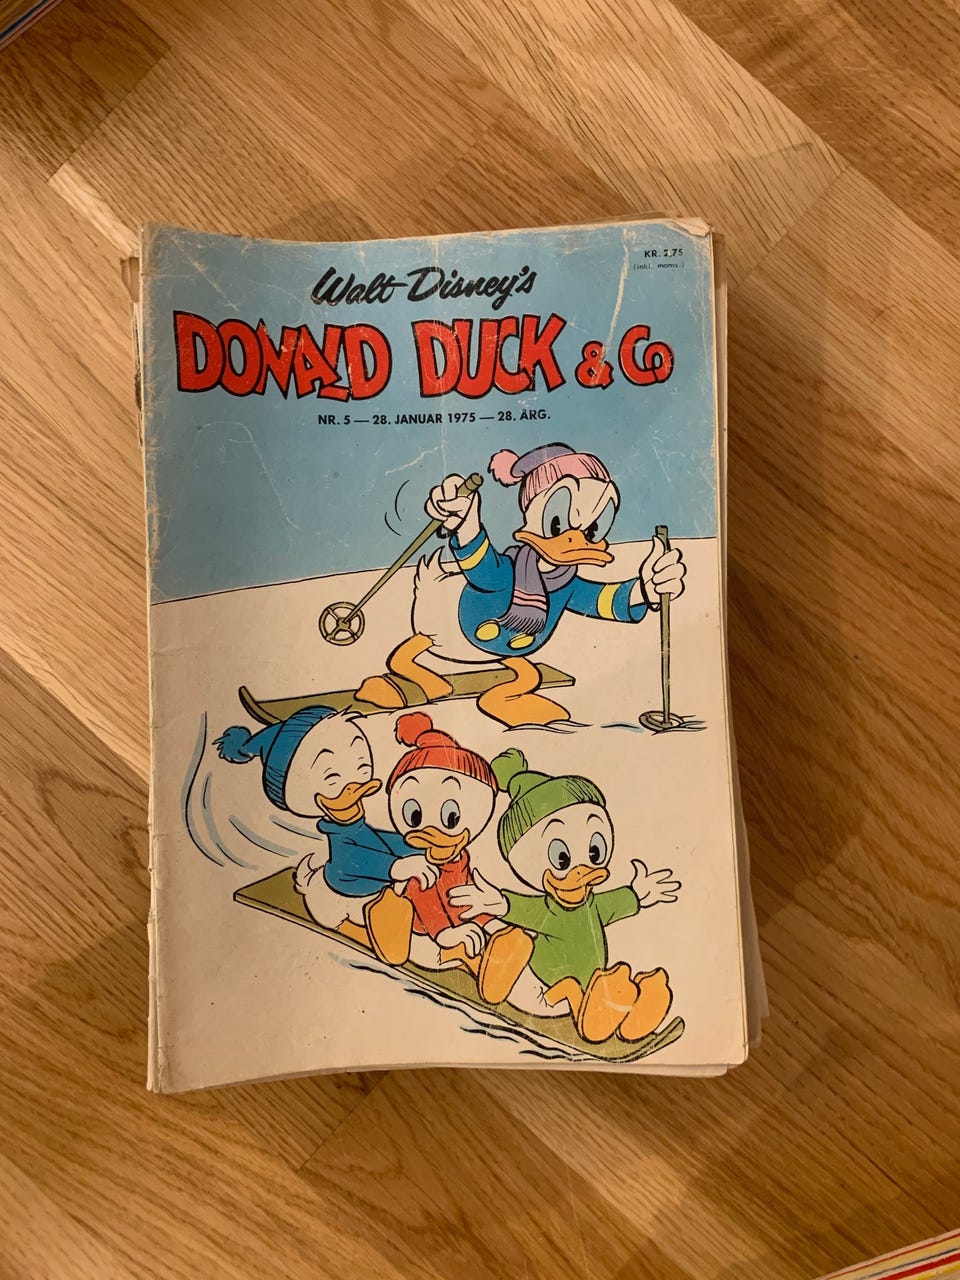 KR. 2,75
(inkl. moms.)
Walt Disney's
DONALD DUCK & Co
NR. 5 — 28. JANUAR 1975 — 28. ÅRG.